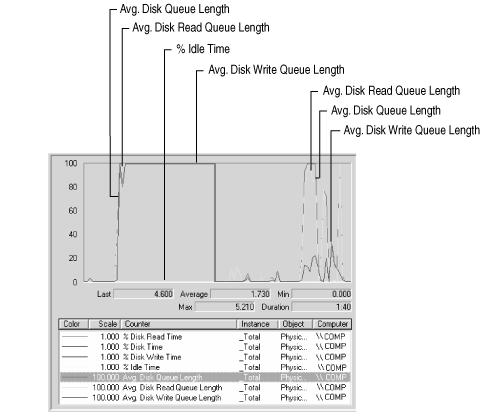 Avg. Disk Queue Length
Avg. Disk Read Queue Length
% Idle Time
Avg. Disk Write Queue Length
Avg. Disk Read Queue Length
Avg. Disk Queue Length
Avg. Disk Write Queue Length
100
80
60
40
20
0
Last 4.600 Average 1.730 Min 0.000
Max 5.210 Duration 1:40
Color Scale Counter Instance Object Computer
1.000 % Disk Read Time _Total Physic... \\COMP
1.000 % Disk Time _Total Physic... \\COMP
1.000 % Disk Write Time _Total Physic... \\COMP
1.000 % Idle Time _Total Physic... \\COMP
100.000 Avg. Disk Queue Length _Total Physic... \\COMP
100.000 Avg. Disk Read Queue Length _Total Physic... \\COMP
100.000 Avg. Disk Write Queue Length _Total Physic... \\COMP